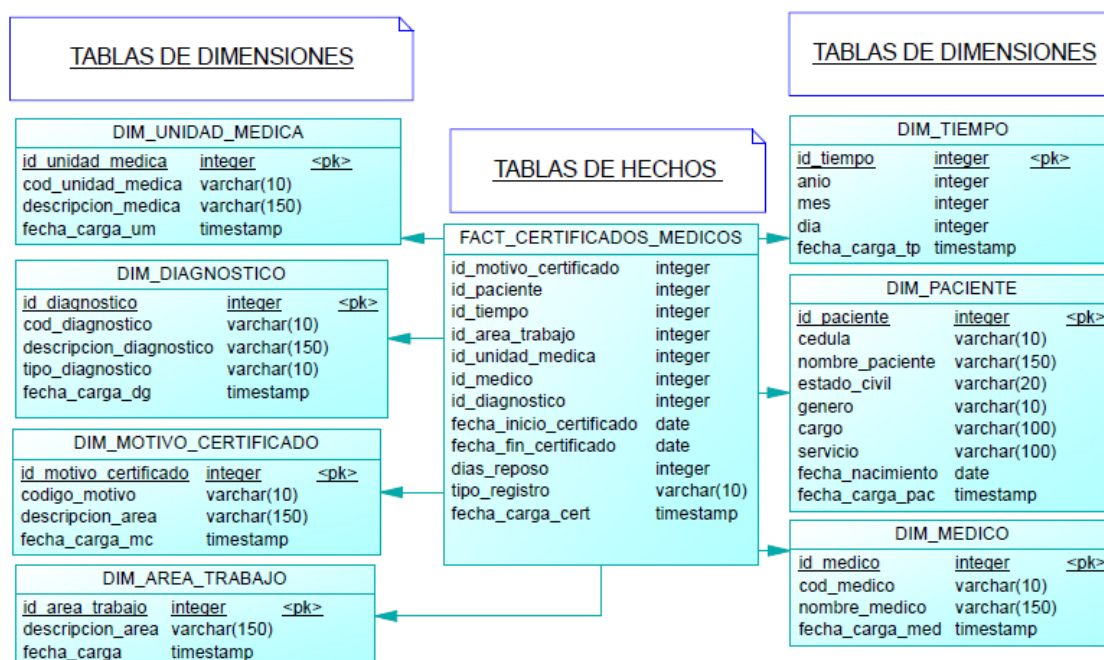 TABLAS DE DIMENSIONES
DIM_UNIDAD_MEDICA
id_unidad_medica integer <pk>
cod_unidad_medica varchar(10)
descripcion_medica varchar(150)
fecha_carga_um timestamp
DIM_DIAGNOSTICO
id_diagnostico integer <pk>
cod_diagnostico varchar(10)
descripcion_diagnostico varchar(150)
tipo_diagnostico varchar(10)
fecha_carga_dg timestamp
DIM_MOTIVO_CERTIFICADO
id_motivo_certificado integer <pk>
codigo_motivo varchar(10)
descripcion_area varchar(150)
fecha_carga_mc timestamp
DIM_AREA_TRABAJO
id_area_trabajo integer <pk>
descripcion_area varchar(150)
fecha_carga timestamp
TABLAS DE HECHOS
FACT_CERTIFICADOS_MEDICOS
id_motivo_certificado integer
id_paciente integer
id_tiempo integer
id_area_trabajo integer
id_unidad_medica integer
id_medico integer
id_diagnostico integer
fecha_inicio_certificado date
fecha_fin_certificado date
dias_reposo integer
tipo_registro varchar(10)
fecha_carga_cert timestamp
TABLAS DE DIMENSIONES
DIM_TIEMPO
id_tiempo integer <pk>
anio integer
mes integer
dia integer
fecha_carga_tp timestamp
DIM_PACIENTE
id_paciente integer <pk>
cedula varchar(10)
nombre_paciente varchar(150)
estado_civil varchar(20)
genero varchar(10)
cargo varchar(100)
servicio varchar(100)
fecha_nacimiento date
fecha_carga_pac timestamp
DIM_MEDICO
id_medico integer <pk>
cod_medico varchar(10)
nombre_medico varchar(150)
fecha_carga_med timestamp